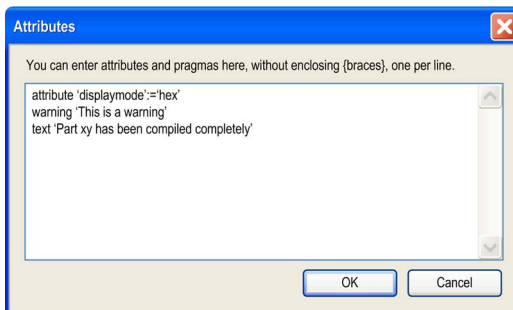 Attributes
You can enter attributes and pragmas here, without enclosing {braces}, one per line.
attribute ‘displaymode’:=‘hex’
warning ‘This is a warning’
text ‘Part xy has been compiled completely’
OK Cancel